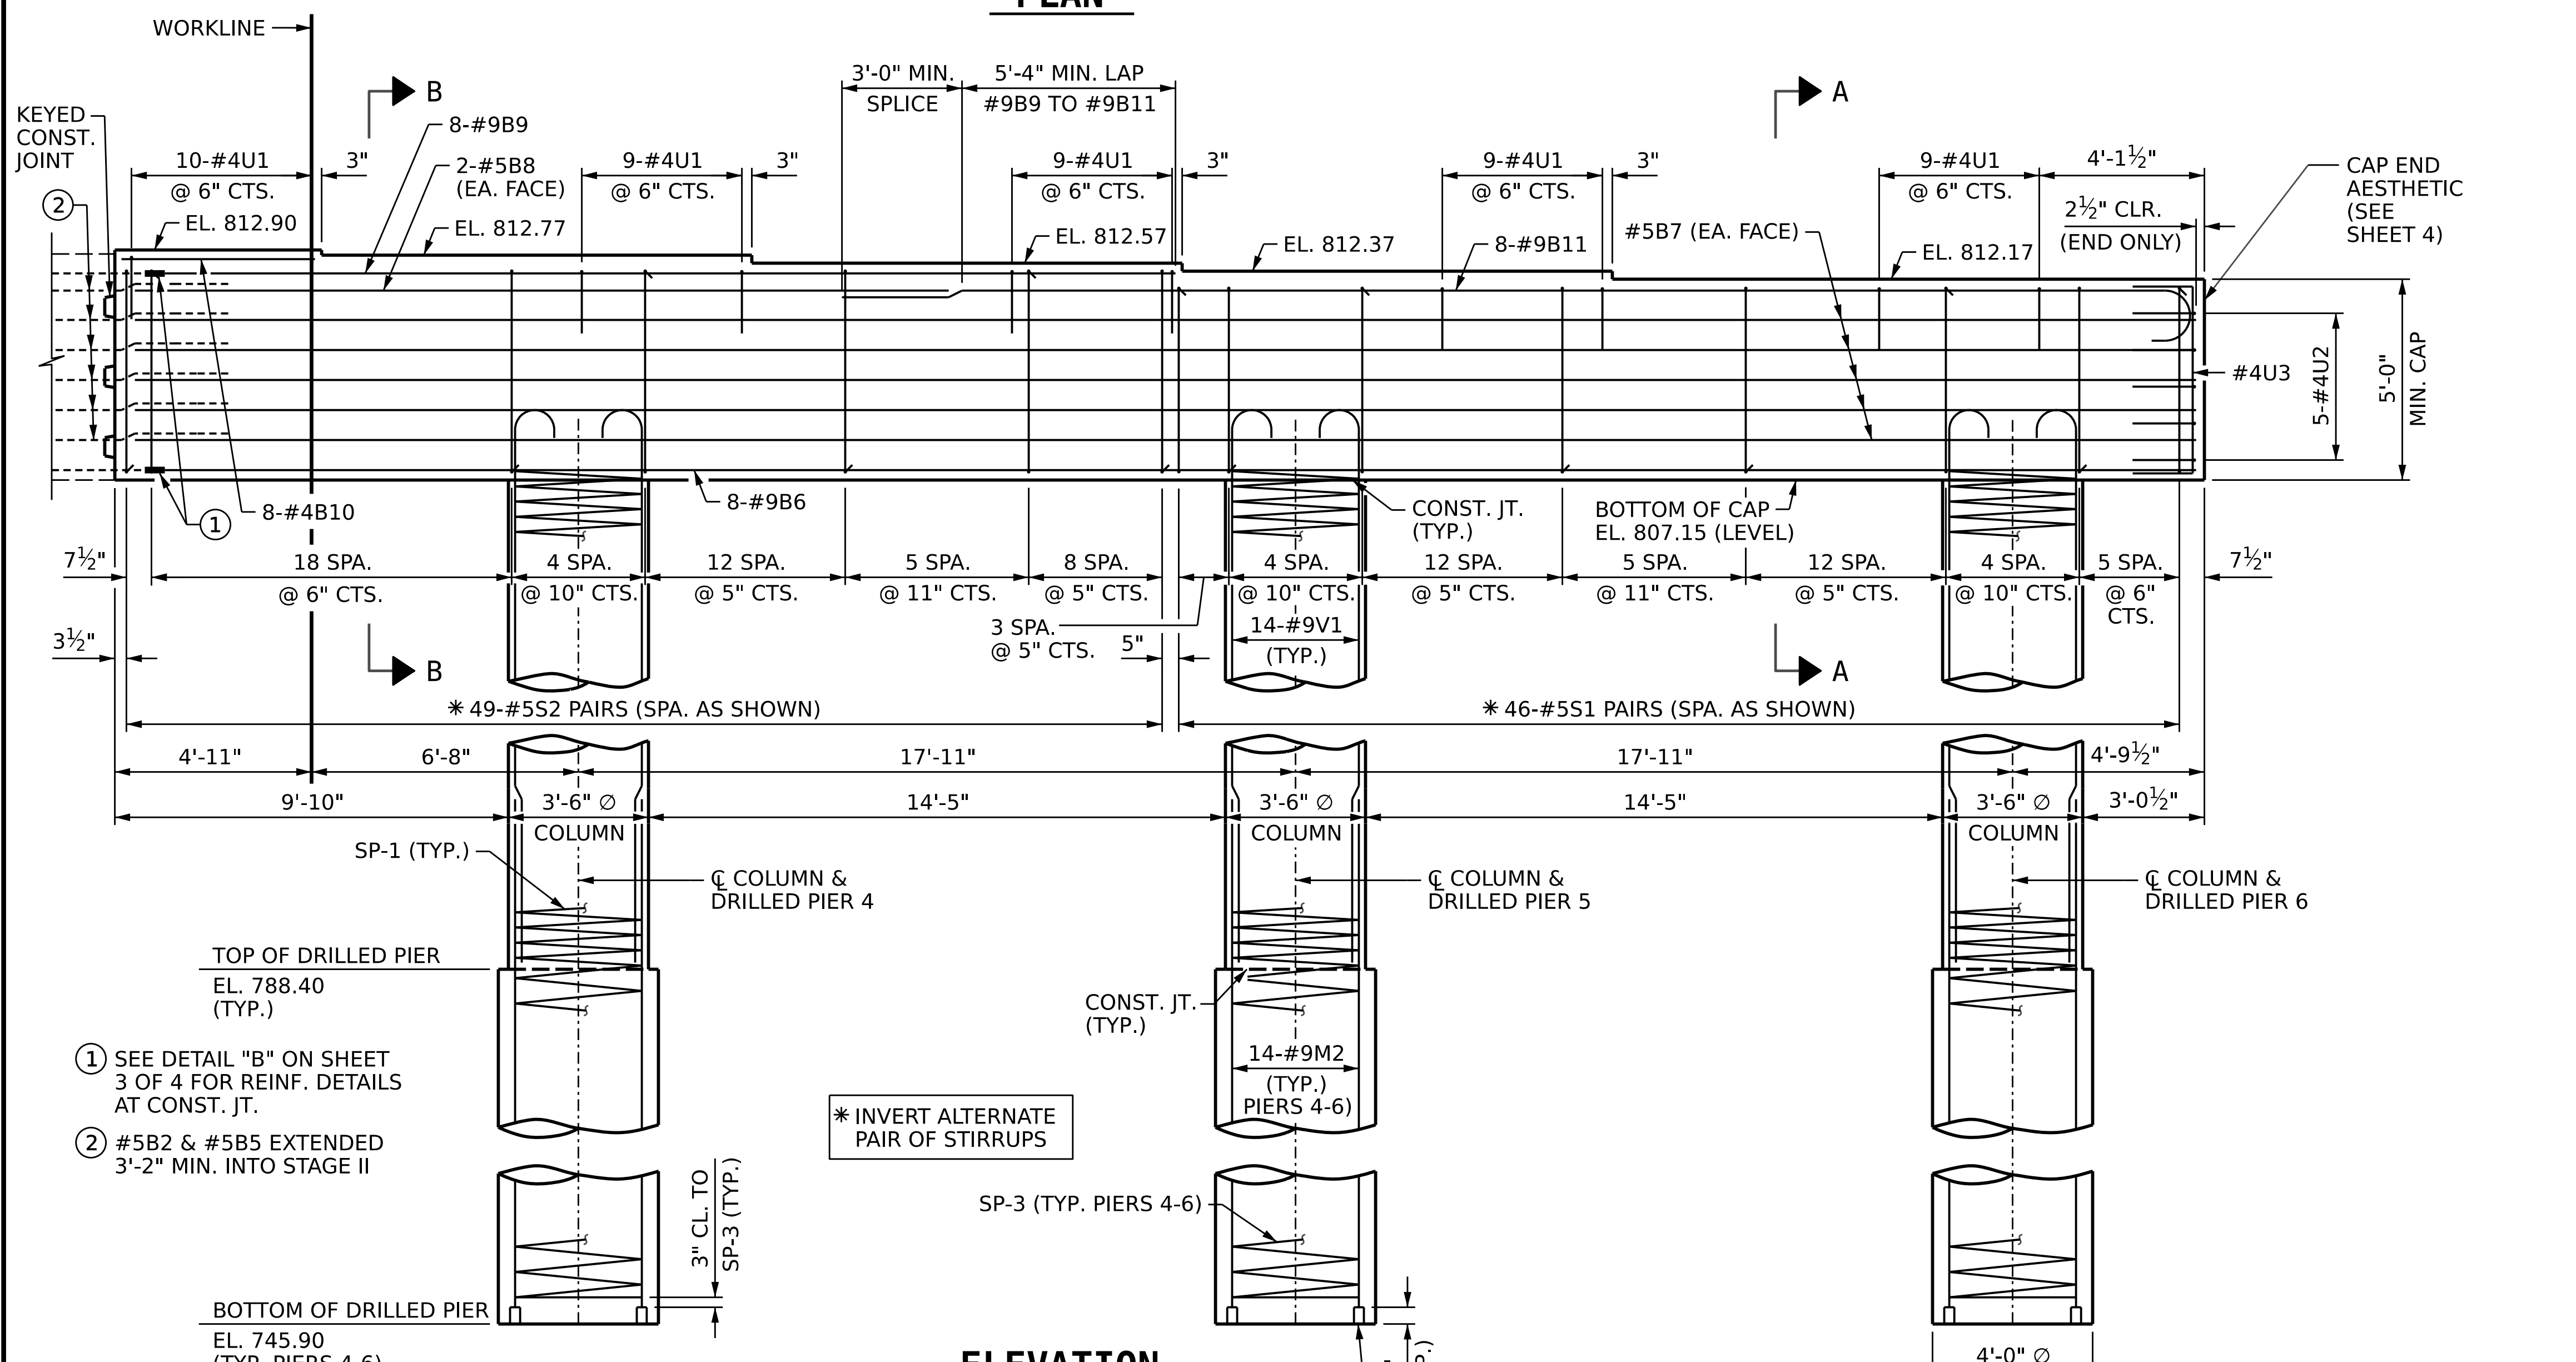 PLAN
WORKLINE
B
A
3'-0" MIN.
SPLICE
5'-4" MIN. LAP
#9B9 TO #9B11
KEYED
CONST.
JOINT
8-#9B9
2-#5B8
(EA. FACE)
10-#4U1
@ 6" CTS.
3"
9-#4U1
@ 6" CTS.
3"
9-#4U1
@ 6" CTS.
3"
9-#4U1
@ 6" CTS.
3"
9-#4U1
@ 6" CTS.
4'-1½"
CAP END
AESTHETIC
(SEE
SHEET 4)
2
EL. 812.90
EL. 812.77
EL. 812.57
EL. 812.37
8-#9B11
#5B7 (EA. FACE)
EL. 812.17
2½" CLR.
(END ONLY)
#4U3
5-#4U2
5'-0"
MIN. CAP
1
8-#4B10
8-#9B6
CONST. JT.
(TYP.)
BOTTOM OF CAP
EL. 807.15 (LEVEL)
7½"
18 SPA.
@ 6" CTS.
4 SPA.
@ 10" CTS.
12 SPA.
@ 5" CTS.
5 SPA.
@ 11" CTS.
8 SPA.
@ 5" CTS.
4 SPA.
@ 10" CTS.
12 SPA.
@ 5" CTS.
5 SPA.
@ 11" CTS.
12 SPA.
@ 5" CTS.
4 SPA.
@ 10" CTS.
5 SPA.
@ 6"
CTS.
7½"
3½"
B
3 SPA.
@ 5" CTS.
5"
14-#9V1
(TYP.)
A
✳ 49-#5S2 PAIRS (SPA. AS SHOWN)
✳ 46-#5S1 PAIRS (SPA. AS SHOWN)
4'-11"
6'-8"
17'-11"
17'-11"
4'-9½"
9'-10"
3'-6" ∅
COLUMN
14'-5"
3'-6" ∅
COLUMN
14'-5"
3'-6" ∅
COLUMN
3'-0½"
SP-1 (TYP.)
℄ COLUMN &
DRILLED PIER 4
℄ COLUMN &
DRILLED PIER 5
℄ COLUMN &
DRILLED PIER 6
TOP OF DRILLED PIER
EL. 788.40
(TYP.)
CONST. JT.
(TYP.)
1 SEE DETAIL "B" ON SHEET
3 OF 4 FOR REINF. DETAILS
AT CONST. JT.
2 #5B2 & #5B5 EXTENDED
3'-2" MIN. INTO STAGE II
14-#9M2
(TYP.)
PIERS 4-6)
✳ INVERT ALTERNATE
PAIR OF STIRRUPS
3" CL. TO
SP-3 (TYP.)
SP-3 (TYP. PIERS 4-6)
BOTTOM OF DRILLED PIER
EL. 745.90
(TYP. PIERS 4-6)
ELEVATION
4'-0" ∅